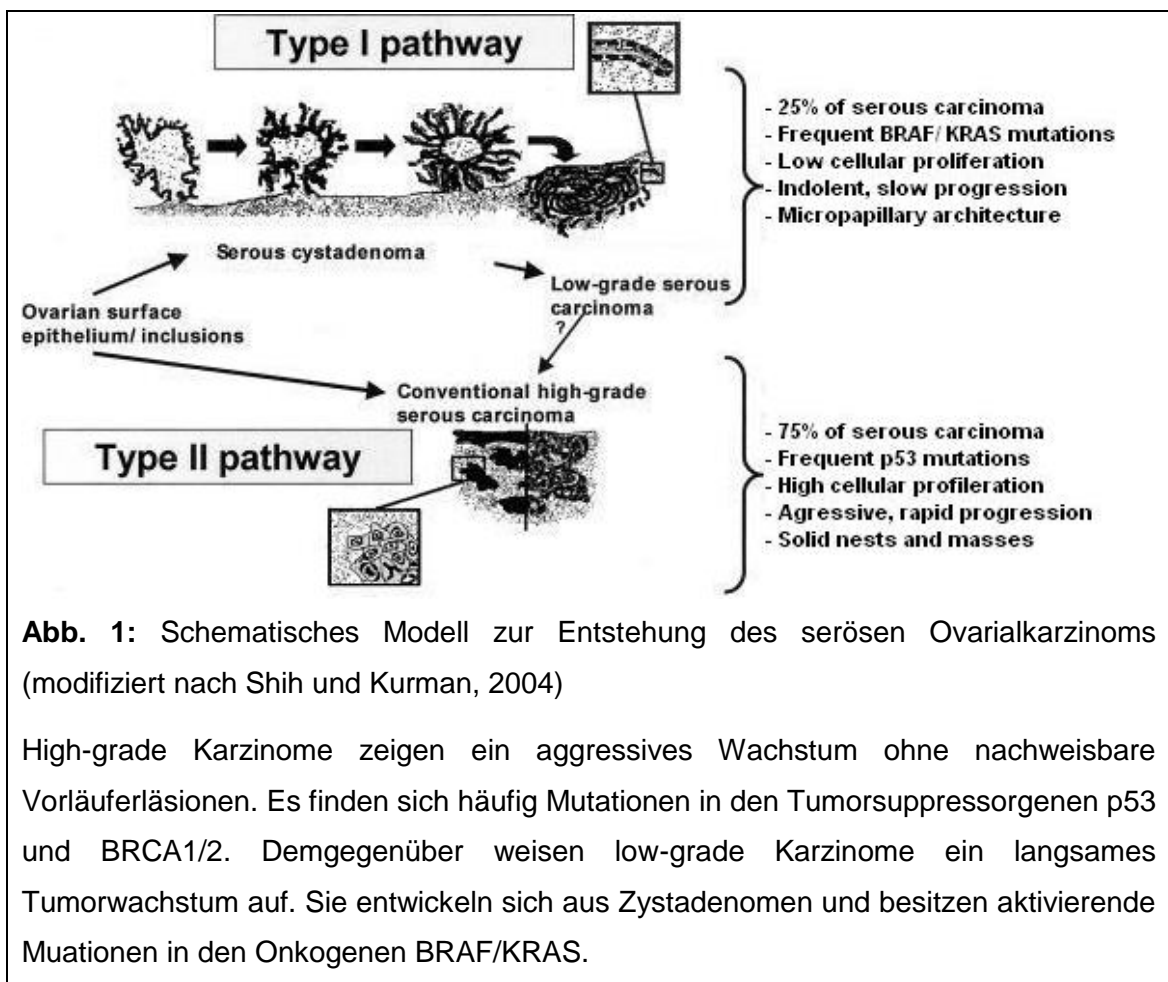 Type I pathway
- 25% of serous carcinoma
- Frequent BRAF/ KRAS mutations
- Low cellular proliferation
- Indolent, slow progression
- Micropapillary architecture
Serous cystadenoma
Low-grade serous
carcinoma
?
Ovarian surface
epithelium/ inclusions
Conventional high-grade
serous carcinoma
Type II pathway
- 75% of serous carcinoma
- Frequent p53 mutations
- High cellular profileration
- Agressive, rapid progression
- Solid nests and masses
Abb. 1: Schematisches Modell zur Entstehung des serösen Ovarialkarzinoms
(modifiziert nach Shih und Kurman, 2004)
High-grade Karzinome zeigen ein aggressives Wachstum ohne nachweisbare
Vorläuferläsionen. Es finden sich häufig Mutationen in den Tumorsuppressorgenen p53
und BRCA1/2. Demgegenüber weisen low-grade Karzinome ein langsames
Tumorwachstum auf. Sie entwickeln sich aus Zystadenomen und besitzen aktivierende
Muationen in den Onkogenen BRAF/KRAS.